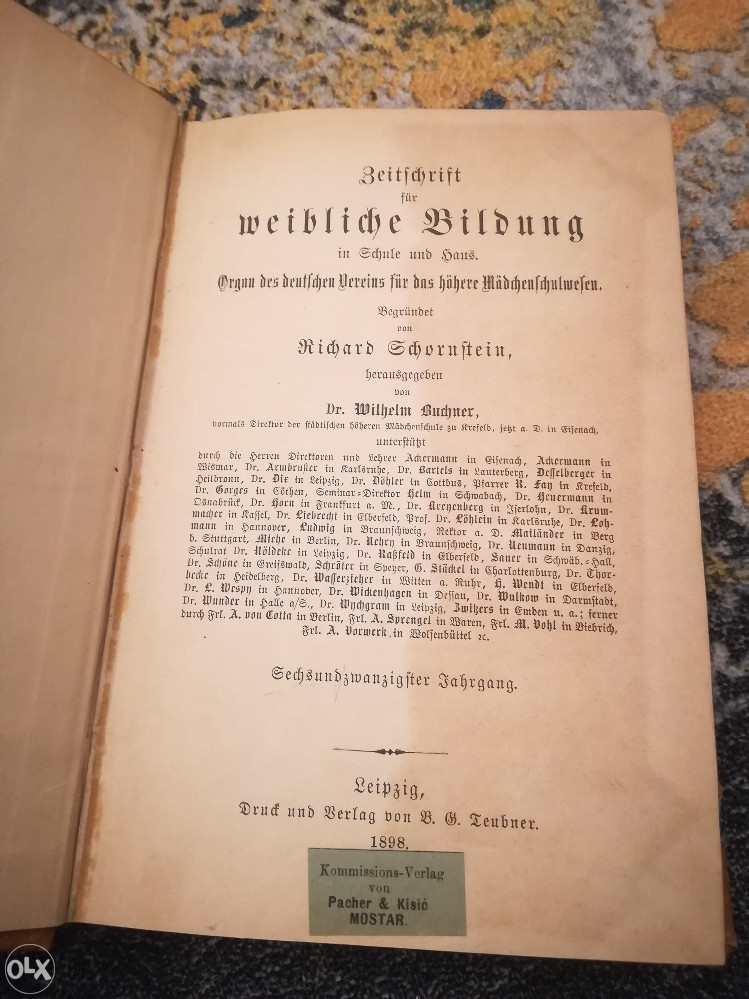 Zeitschrift
für
weibliche Bildung
in Schule und Haus.
Organ des deutschen Vereins für das höhere Mädchenschulwesen.
Begründet
von
Richard Schornstein,
herausgegeben
von
Dr. Wilhelm Buchner,
vormals Direktor der städtischen höheren Mädchenschule zu Krefeld, jetzt a. D. in Eisenach,
unterstützt
durch die Herren Direktoren und Lehrer Ackermann in Eisenach, Ackermann in
Wismar, Dr. Armbruster in Karlsruhe, Dr. Bartels in Lauterberg, Desselberger in
Heilbronn, Dr. Dix in Leipzig, Dr. Döhler in Cottbus, Pfarrer R. Fay in Krefeld,
Dr. Gorges in Cöthen, Seminar-Direktor Helm in Schwabach, Dr. Heuermann in
Osnabrück, Dr. Horn in Frankfurt a. M., Dr. Kreyenberg in Iserlohn, Dr. Krum-
macher in Kassel, Dr. Liebrecht in Elberfeld, Prof. Dr. Löhlein in Karlsruhe, Dr. Loh-
mann in Hannover, Ludwig in Braunschweig, Rektor a. D. Mailänder in Berg
b. Stuttgart, Miehe in Berlin, Dr. Nehry in Braunschweig, Dr. Neumann in Danzig,
Schulrat Dr. Nöldeke in Leipzig, Dr. Raßfeld in Elberfeld, Sauer in Schwäb.-Hall,
Dr. Schöne in Greifswald, Schröter in Speyer, G. Stäckel in Charlottenburg, Dr. Thor-
becke in Heidelberg, Dr. Wasserzieher in Witten a. Ruhr, H. Wendt in Elberfeld,
Dr. L. Wespy in Hannover, Dr. Wickenhagen in Dessau, Dr. Wulkow in Darmstadt,
Dr. Wunder in Halle a/S., Dr. Wychgram in Leipzig, Zwitzers in Emden u. a.; ferner
durch Frl. A. von Cotta in Berlin, Frl. A. Sprengel in Waren, Frl. M. Vohl in Biebrich,
Frl. A. Vorwerk in Wolfenbüttel ꝛc.
Sechsundzwanzigster Jahrgang.
Leipzig,
Druck und Verlag von B. G. Teubner.
1898.
Kommissions-Verlag
von
Pacher & Kisić
MOSTAR.
OLX